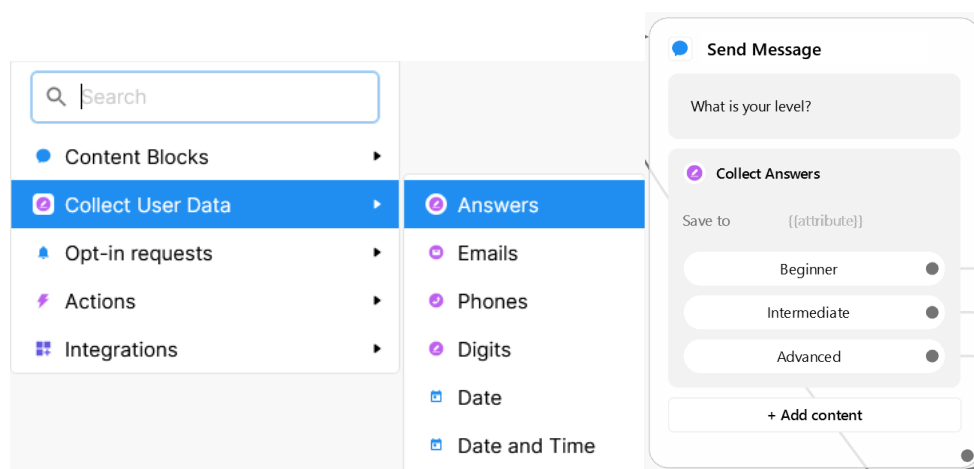 Search
Content Blocks
Collect User Data
Opt-in requests
Actions
Integrations
Answers
Emails
Phones
Digits
Date
Date and Time
Send Message
What is your level?
Collect Answers
Save to {{attribute}}
Beginner
Intermediate
Advanced
+ Add content